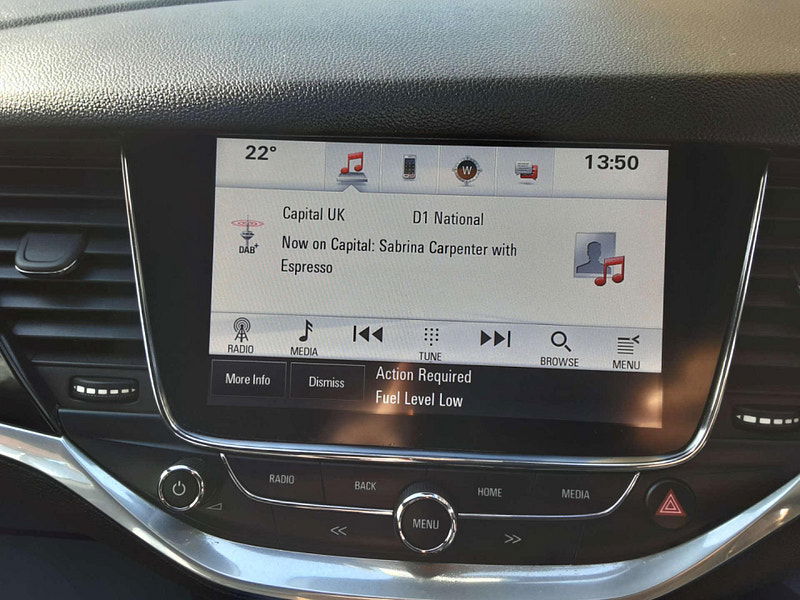 22°
W
13:50
Capital UK
D1 National
DAB+
Now on Capital: Sabrina Carpenter with
Espresso
RADIO
MEDIA
TUNE
BROWSE
MENU
More Info
Dismiss
Action Required
Fuel Level Low
RADIO
BACK
HOME
MEDIA
MENU